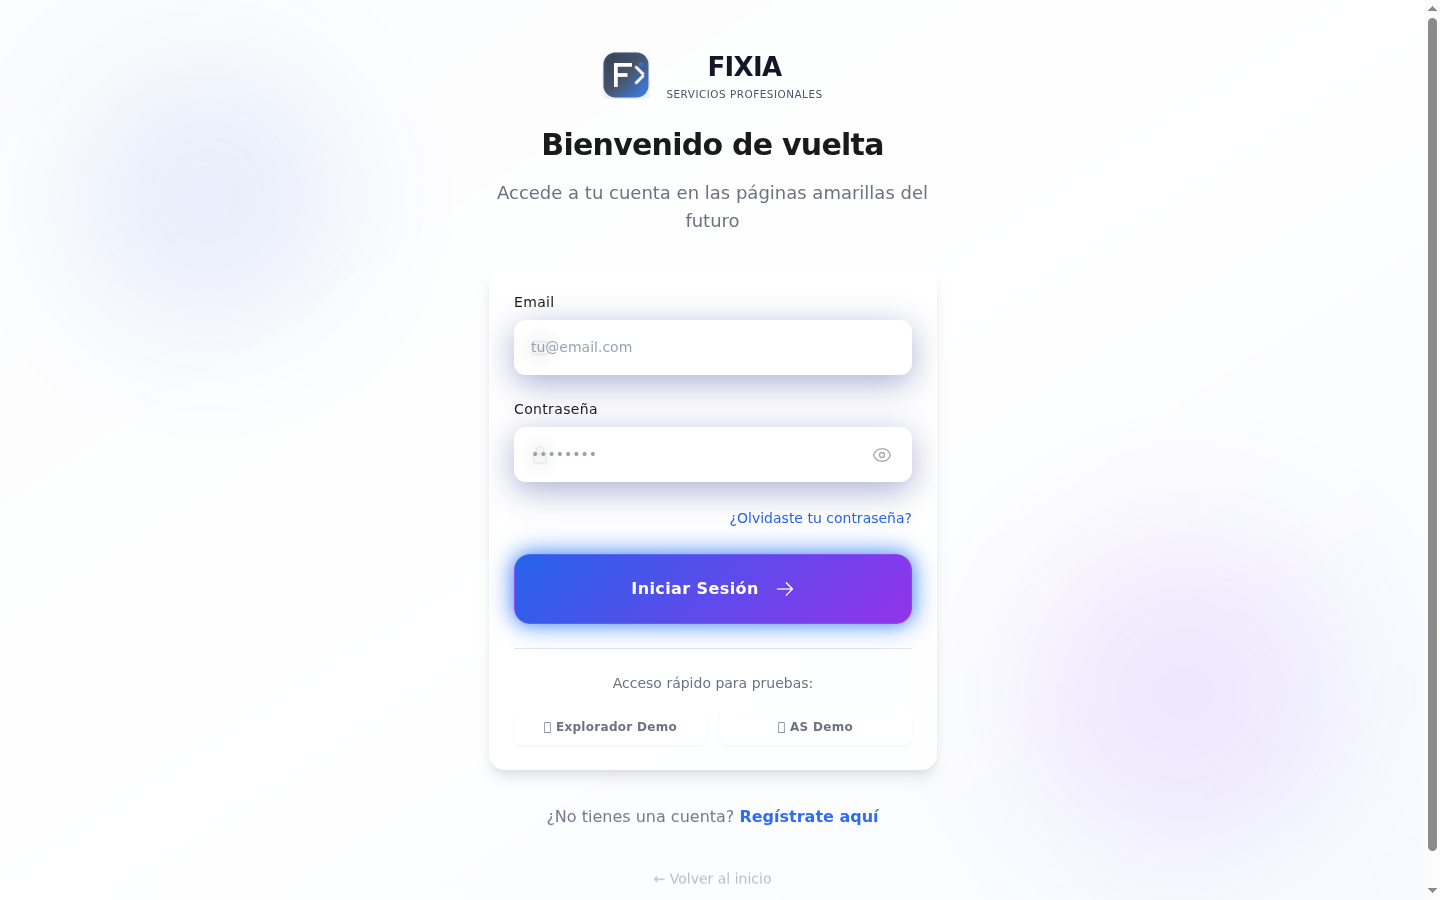 FIXIA
SERVICIOS PROFESIONALES
Bienvenido de vuelta
Accede a tu cuenta en las páginas amarillas del
futuro
Email
tu@email.com
Contraseña
••••••••
¿Olvidaste tu contraseña?
Iniciar Sesión →
Acceso rápido para pruebas:
Explorador Demo
AS Demo
¿No tienes una cuenta? Regístrate aquí
← Volver al inicio